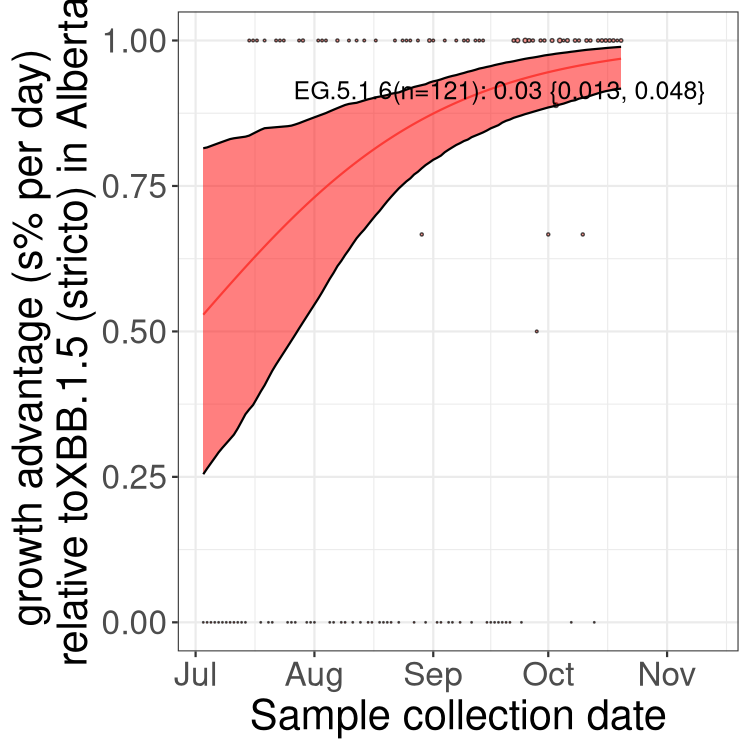 growth advantage (s% per day)
relative toXBB.1.5 (stricto) in Alberta
1.00
0.75
0.50
0.25
0.00
EG.5.1.6(n=121): 0.03 {0.013, 0.048}
Jul Aug Sep Oct Nov
Sample collection date